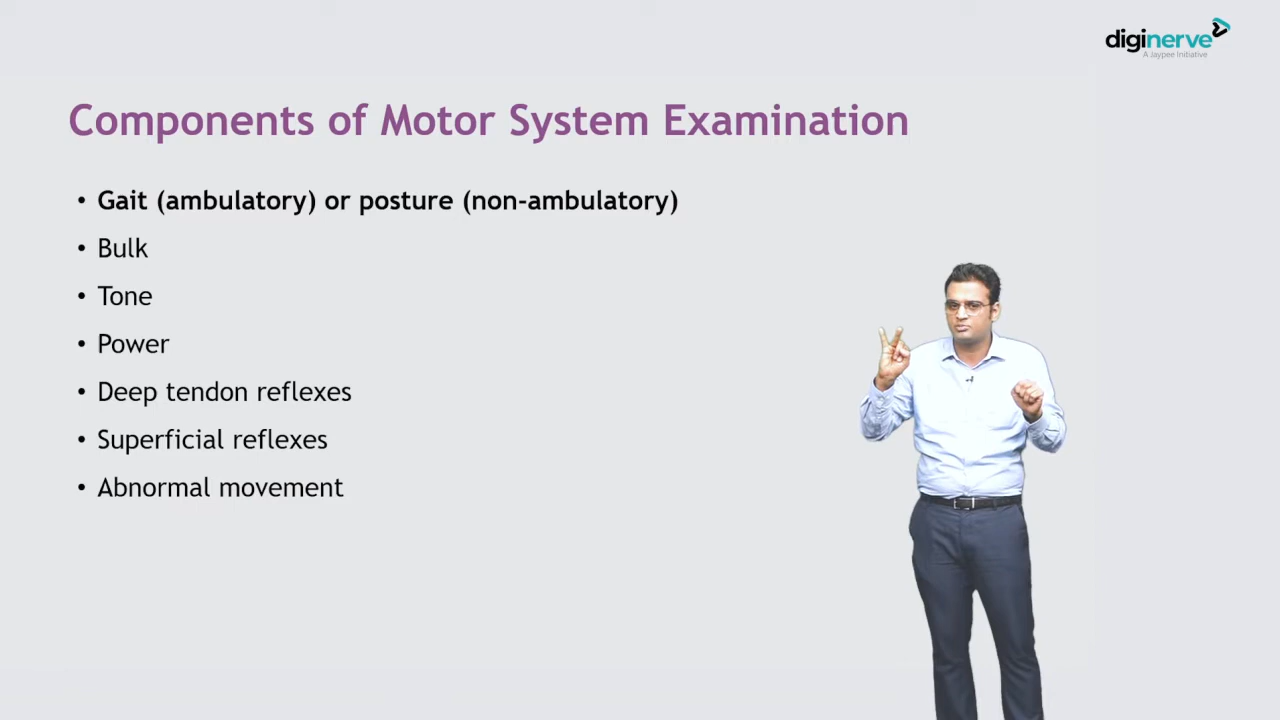 diginerve
A Jaypee Initiative
Components of Motor System Examination
• Gait (ambulatory) or posture (non-ambulatory)
• Bulk
• Tone
• Power
• Deep tendon reflexes
• Superficial reflexes
• Abnormal movement